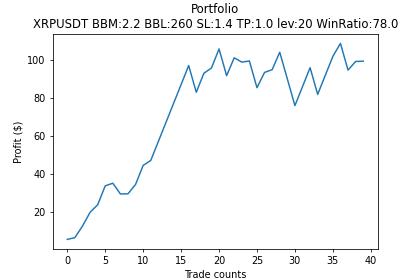 Portfolio
XRPUSDT BBM:2.2 BBL:260 SL:1.4 TP:1.0 lev:20 WinRatio:78.0
Profit ($)
100
80
60
40
20
0 5 10 15 20 25 30 35 40
Trade counts